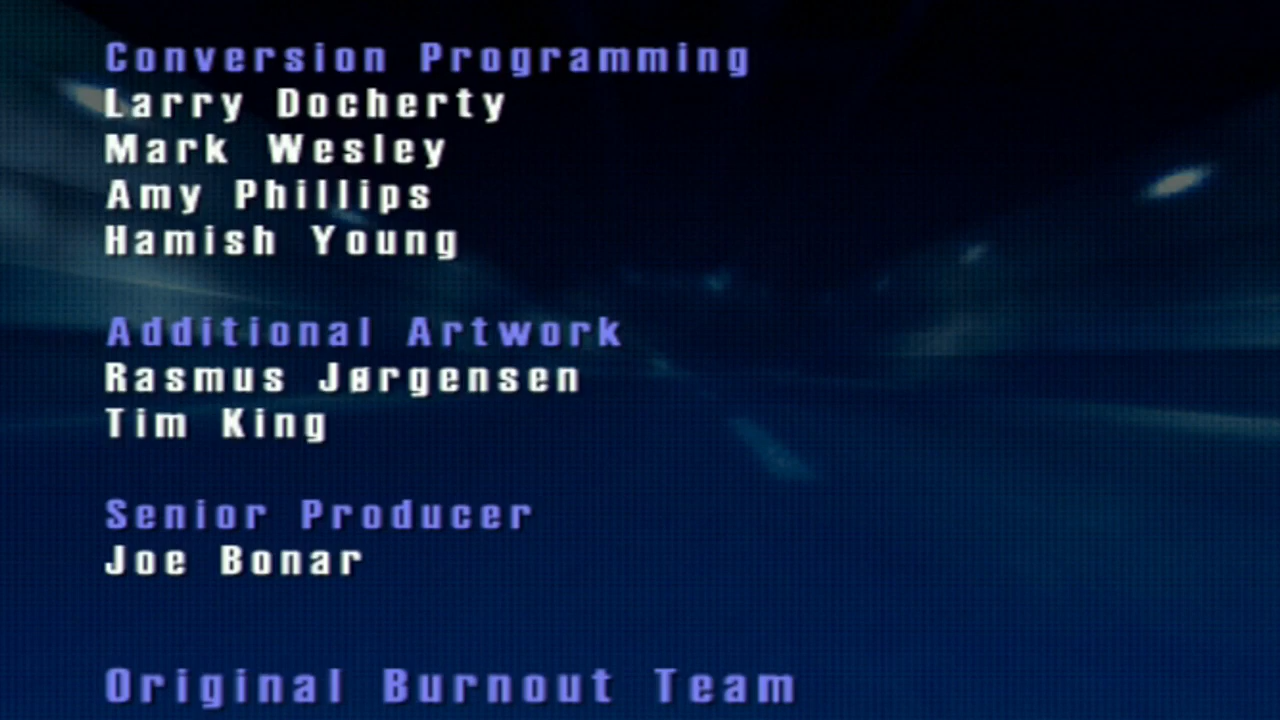 Conversion Programming
Larry Docherty
Mark Wesley
Amy Phillips
Hamish Young
Additional Artwork
Rasmus Jørgensen
Tim King
Senior Producer
Joe Bonar
Original Burnout Team